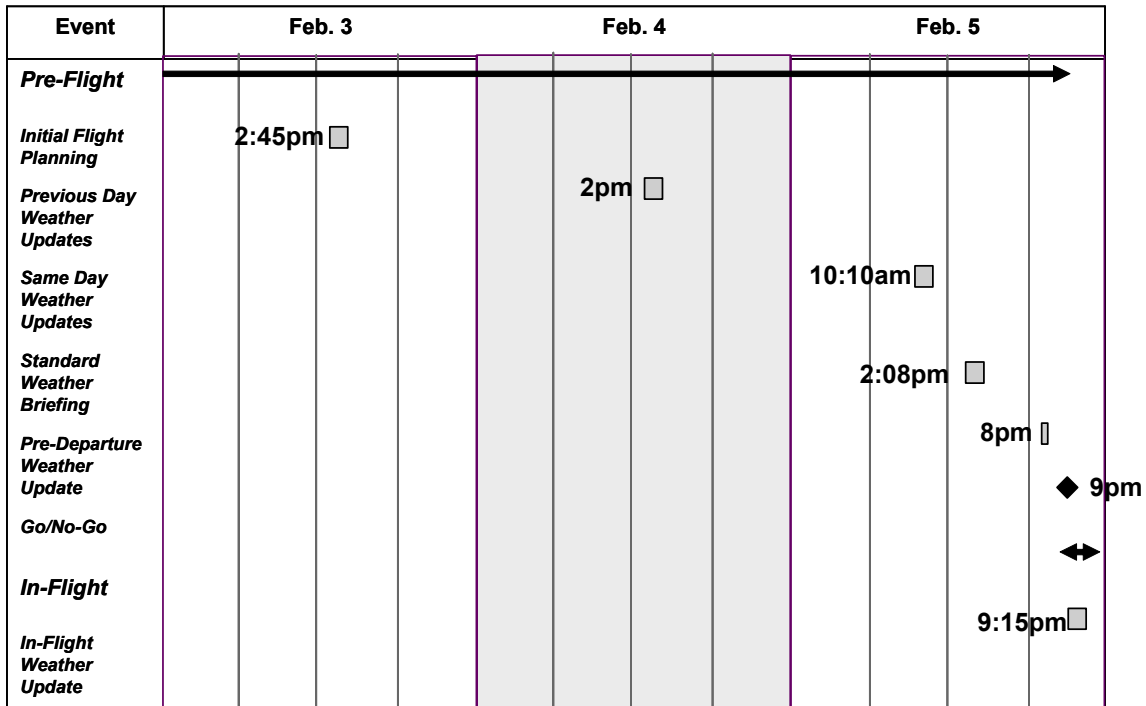 Event Feb. 3 Feb. 4 Feb. 5
Pre-Flight
Initial Flight
Planning
2:45pm
Previous Day
Weather
Updates
2pm
Same Day
Weather
Updates
10:10am
Standard
Weather
Briefing
2:08pm
Pre-Departure
Weather
Update
8pm
Go/No-Go
9pm
In-Flight
In-Flight
Weather
Update
9:15pm